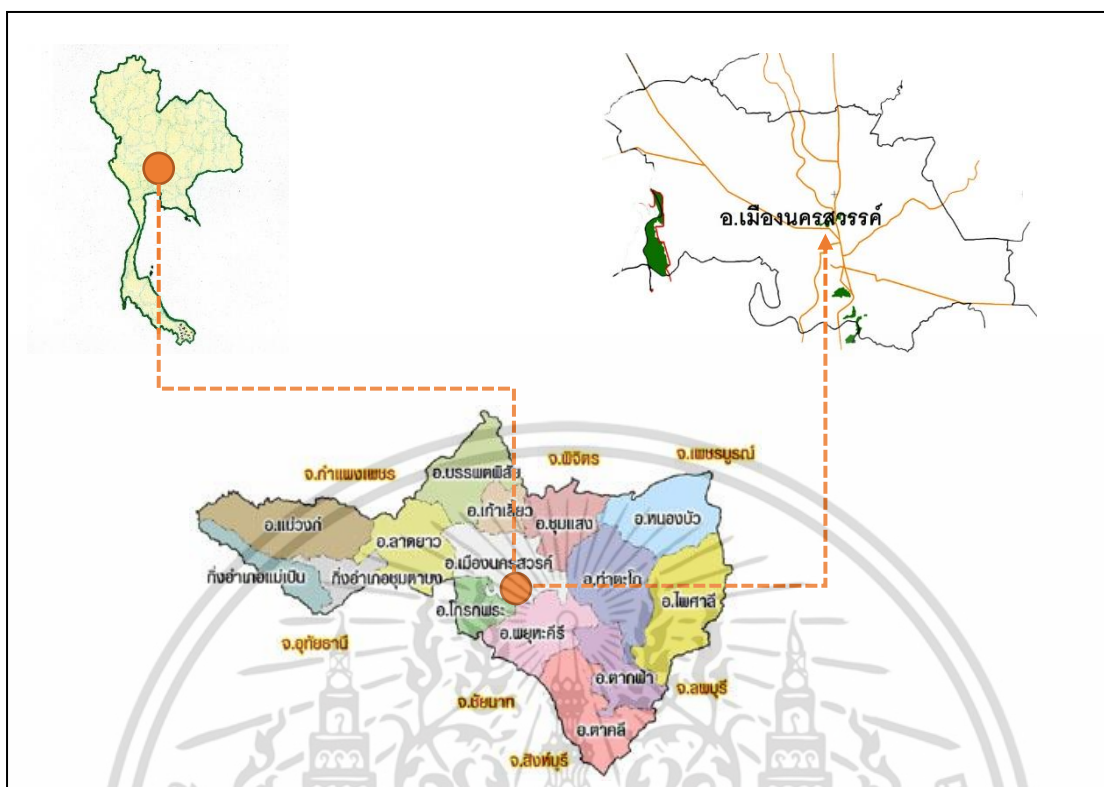 อ.เมืองนครสวรรค์
จ.กำแพงเพชร
อ.บรรพตพิสัย
จ.พิจิตร
จ.เพชรบูรณ์
อ.แม่วงก์
อ.ลาดยาว
อ.เก้าเลี้ยว
อ.ชุมแสง
อ.หนองบัว
อ.เมืองนครสวรรค์
กิ่งอำเภอแม่เปิน
กิ่งอำเภอชุมตาบง
อ.ท่าตะโก
อ.ไพศาลี
อ.โกรกพระ
อ.พยุหะคีรี
จ.อุทัยธานี
อ.ตากฟ้า
จ.ลพบุรี
จ.ชัยนาท
อ.ตาคลี
จ.สิงห์บุรี